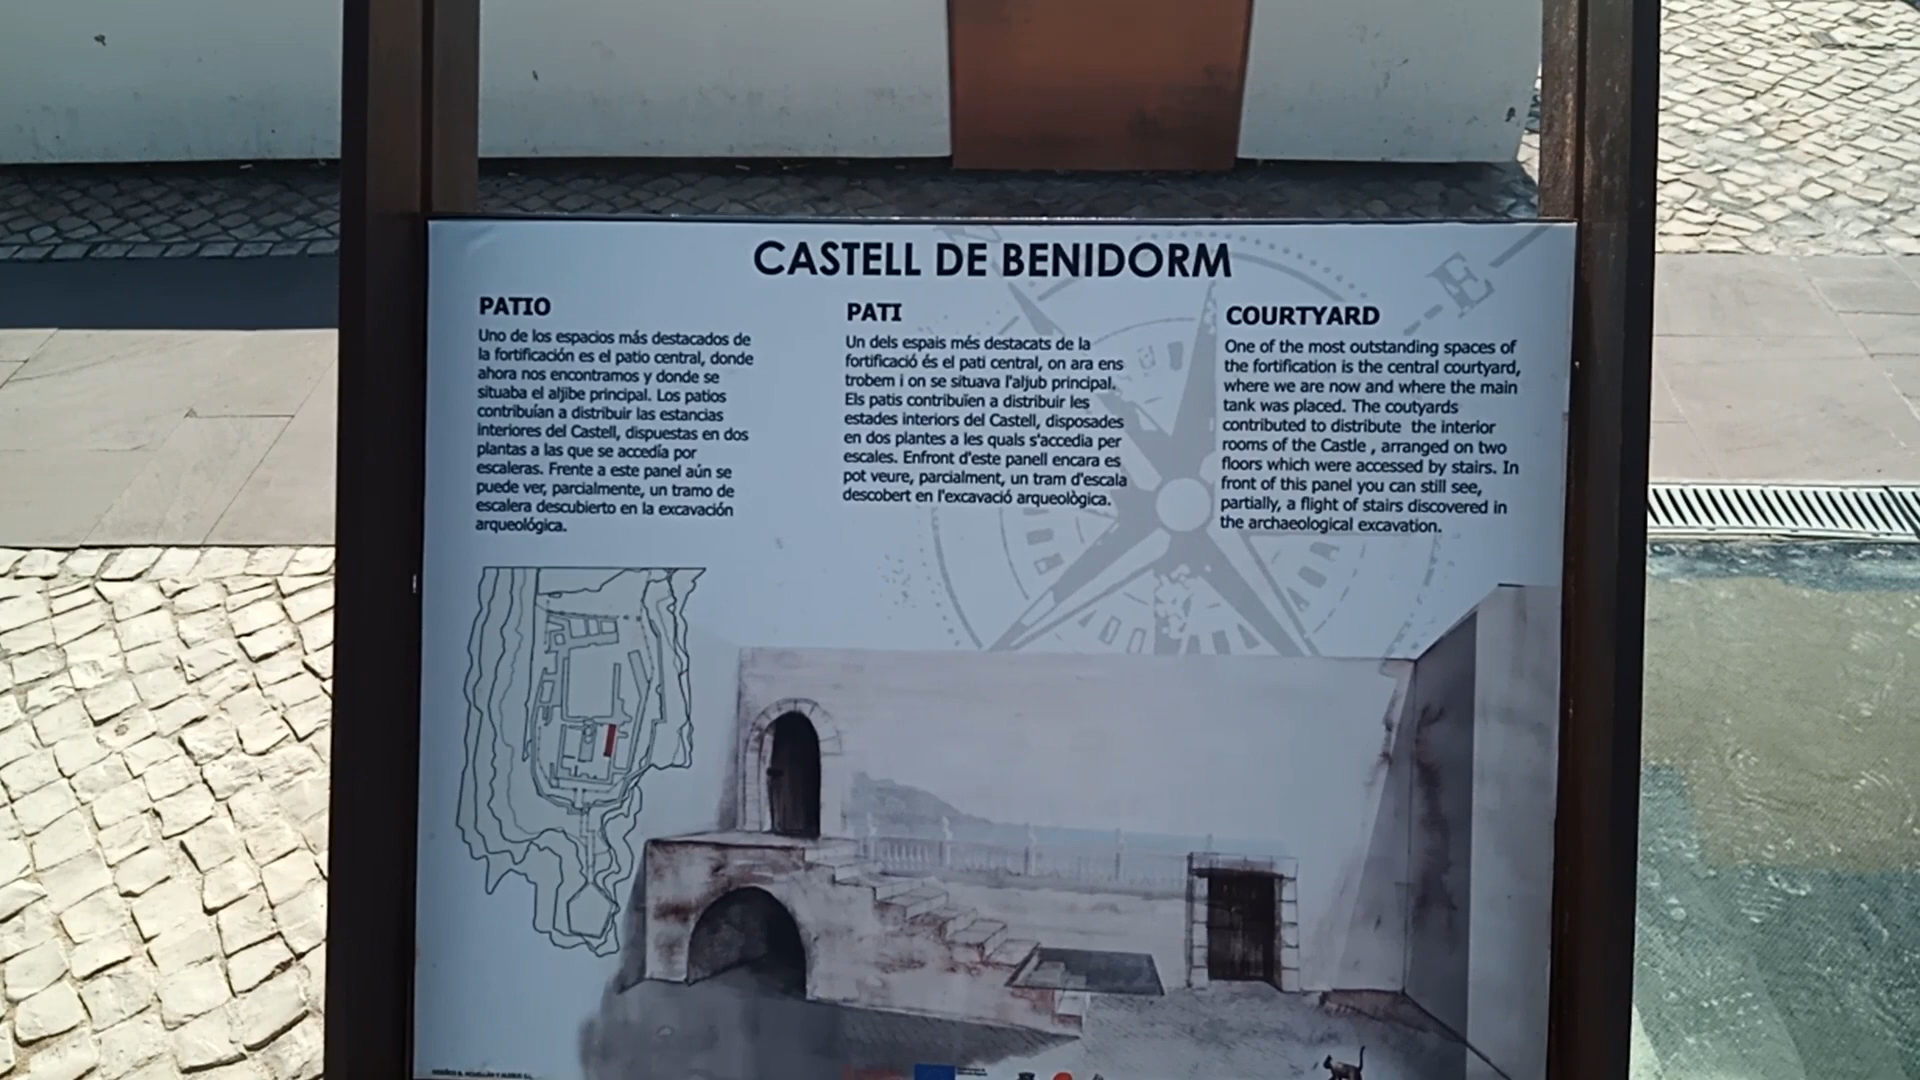 CASTELL DE BENIDORM
PATIO
Uno de los espacios más destacados de
la fortificación es el patio central, donde
ahora nos encontramos y donde se
situaba el aljibe principal. Los patios
contribuían a distribuir las estancias
interiores del Castell, dispuestas en dos
plantas a las que se accedía por
escaleras. Frente a este panel aún se
puede ver, parcialmente, un tramo de
escalera descubierto en la excavación
arqueológica.
PATI
Un dels espais més destacats de la
fortificació és el pati central, on ara ens
trobem i on se situava l'aljub principal.
Els patis contribuïen a distribuir les
estades interiors del Castell, disposades
en dos plantes a les quals s'accedia per
escales. Enfront d'este panell encara es
pot veure, parcialment, un tram d'escala
descobert en l'excavació arqueològica.
COURTYARD
One of the most outstanding spaces of
the fortification is the central courtyard,
where we are now and where the main
tank was placed. The coutyards
contributed to distribute the interior
rooms of the Castle , arranged on two
floors which were accessed by stairs. In
front of this panel you can still see,
partially, a flight of stairs discovered in
the archaeological excavation.
N
E